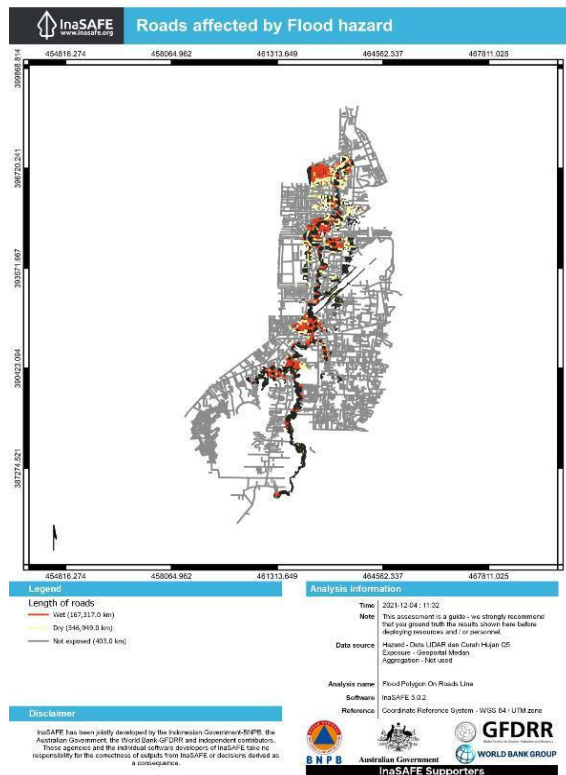 InaSAFE
www.inasafe.org
Roads affected by Flood hazard
454816.274 458064.962 461313.649 464562.337 467811.025
399868.814
396720.241
393571.667
390423.094
387274.521
454816.274 458064.962 461313.649 464562.337 467811.025
Legend
Length of roads
Wet (167,317.0 km)
Dry (346,949.0 km)
Not exposed (403.0 km)
Analysis information
Time 2021-12-04 : 11:32
Note This assessment is a guide - we strongly recommend
that you ground truth the results shown here before
deploying resources and / or personnel.
Data source Hazard - Data LIDAR dan Curah Hujan Q5
Exposure - Geoportal Medan
Aggregation - Not used
Analysis name Flood Polygon On Roads Line
Software InaSAFE 5.0.2
Reference Coordinate Reference System - WGS 84 / UTM zone
Disclaimer
InaSAFE has been jointly developed by the Indonesian Government-BNPB, the
Australian Government, the World Bank-GFDRR and independent contributors.
These agencies and the individual software developers of InaSAFE take no
responsibility for the correctness of outputs from InaSAFE or decisions derived as
a consequence.
BNPB
Australian Government
GFDRR
WORLD BANK GROUP
InaSAFE Supporters